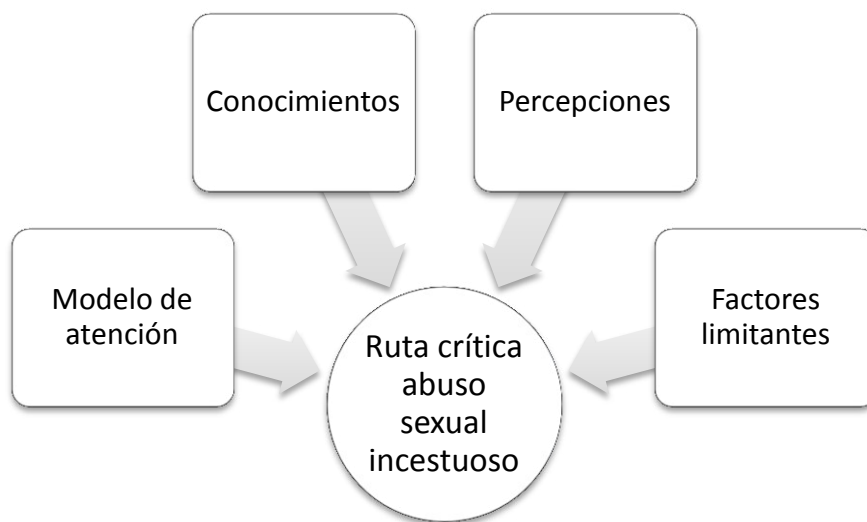 Conocimientos
Percepciones
Modelo de
atención
Factores
limitantes
Ruta crítica
abuso
sexual
incestuoso